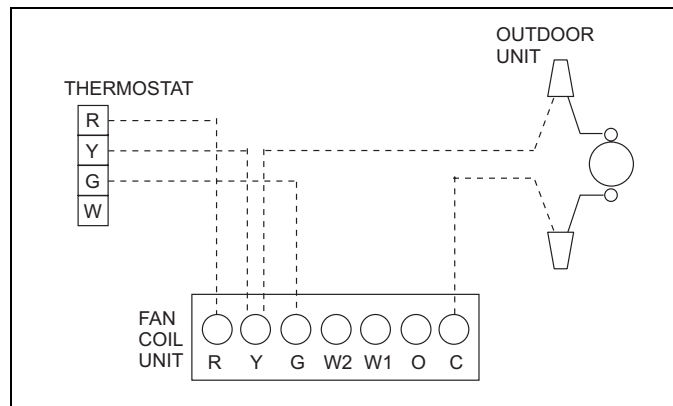 OUTDOOR
UNIT
THERMOSTAT
R
Y
G
W
FAN
COIL
UNIT
R Y G W2 W1 O C